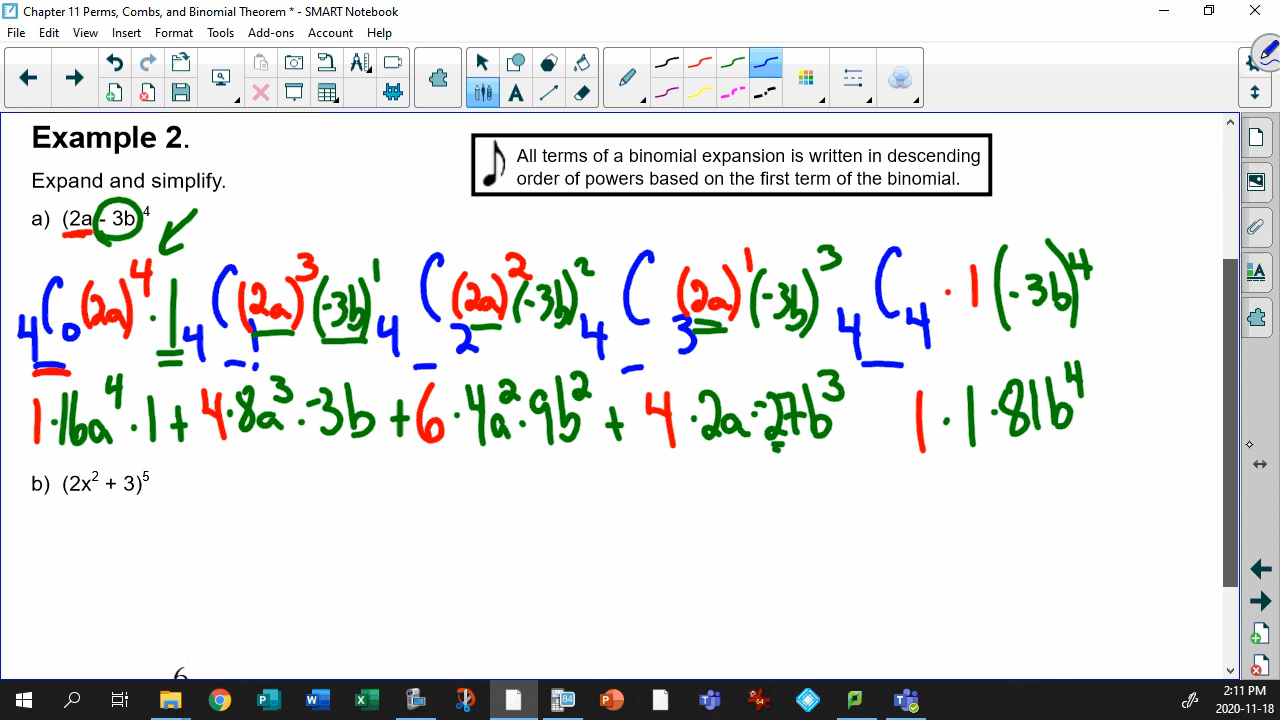 Chapter 11 Perms, Combs, and Binomial Theorem * - SMART Notebook
File Edit View Insert Format Tools Add-ons Account Help
Example 2.
All terms of a binomial expansion is written in descending
order of powers based on the first term of the binomial.
Expand and simplify.
a) (2a - 3b)⁴
₄C₀ (2a)⁴ · 1 ₄C₁ (2a)³ (-3b)¹ ₄C₂ (2a)² (-3b)² ₄C₃ (2a)¹ (-3b)³ ₄C₄ · 1 (-3b)⁴
1 · 16a⁴ · 1 + 4 · 8a³ · -3b + 6 · 4a² · 9b² + 4 · 2a · -27b³ 1 · 1 · 81b⁴
b) (2x² + 3)⁵
2:11 PM
2020-11-18